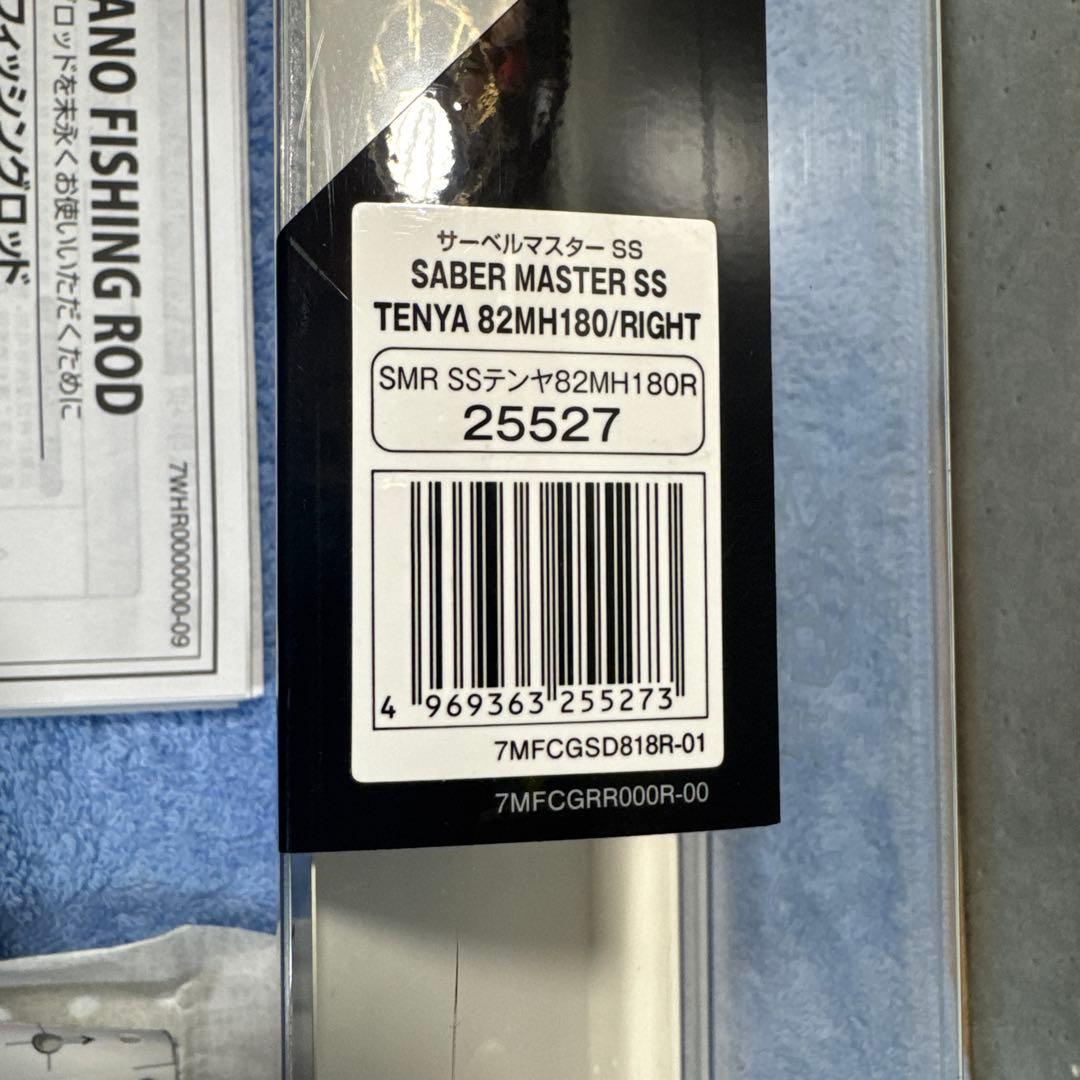 サーベルマスター SS
SABER MASTER SS
TENYA 82MH180/RIGHT
SMR SSテンヤ82MH180R
25527
4 969363 255273
7MFCGSD818R-01
7MFCGRR000R-00
ANO FISHING ROD
ロッドを末永くお使いいただくために
フィッシングロッド
7WHR0000000-09